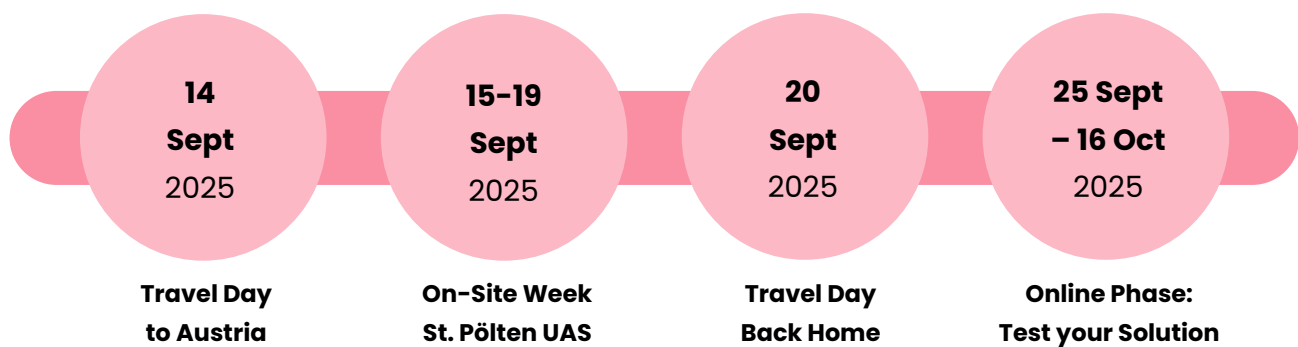 14
Sept
2025
Travel Day
to Austria
15-19
Sept
2025
On-Site Week
St. Pölten UAS
20
Sept
2025
Travel Day
Back Home
25 Sept
– 16 Oct
2025
Online Phase:
Test your Solution